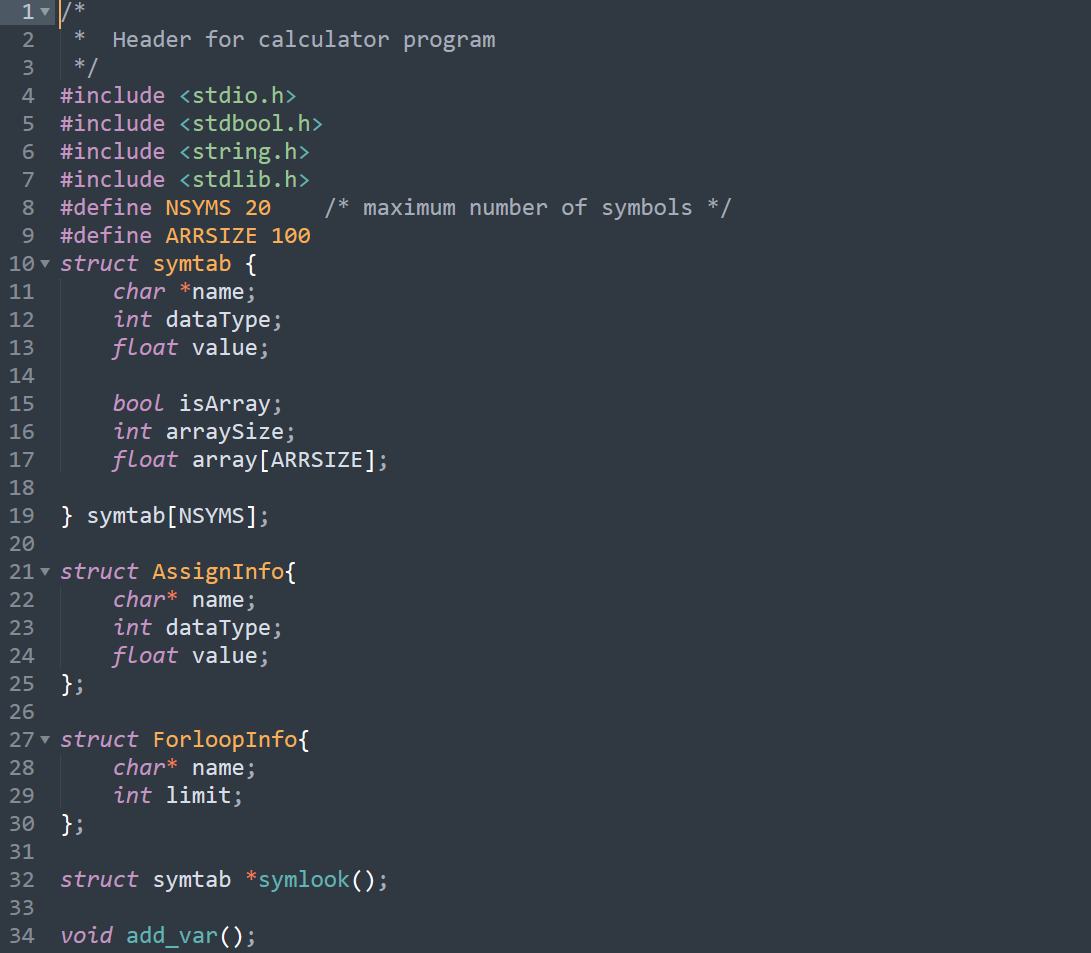 1 /*
2  *  Header for calculator program
3  */
4 #include <stdio.h>
5 #include <stdbool.h>
6 #include <string.h>
7 #include <stdlib.h>
8 #define NSYMS 20    /* maximum number of symbols */
9 #define ARRSIZE 100
10 struct symtab {
11     char *name;
12     int dataType;
13     float value;
14
15     bool isArray;
16     int arraySize;
17     float array[ARRSIZE];
18
19 } symtab[NSYMS];
20
21 struct AssignInfo{
22     char* name;
23     int dataType;
24     float value;
25 };
26
27 struct ForloopInfo{
28     char* name;
29     int limit;
30 };
31
32 struct symtab *symlook();
33
34 void add_var();